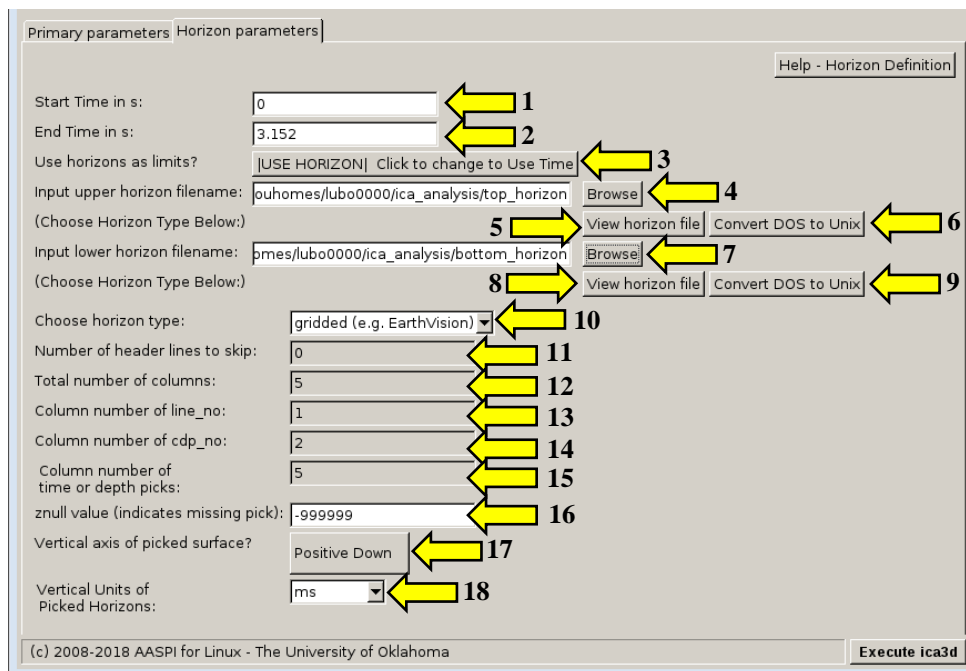 Primary parameters Horizon parameters
Help - Horizon Definition
Start Time in s: 0 1
End Time in s: 3.152 2
Use horizons as limits? |USE HORIZON| Click to change to Use Time 3
Input upper horizon filename: ouhomes/lubo0000/ica_analysis/top_horizon Browse 4
(Choose Horizon Type Below:) 5 View horizon file Convert DOS to Unix 6
Input lower horizon filename: omes/lubo0000/ica_analysis/bottom_horizon Browse 7
(Choose Horizon Type Below:) 8 View horizon file Convert DOS to Unix 9
Choose horizon type: gridded (e.g. EarthVision) 10
Number of header lines to skip: 0 11
Total number of columns: 5 12
Column number of line_no: 1 13
Column number of cdp_no: 2 14
Column number of
time or depth picks: 5 15
znull value (indicates missing pick): -999999 16
Vertical axis of picked surface? Positive Down 17
Vertical Units of
Picked Horizons: ms 18
(c) 2008-2018 AASPI for Linux - The University of Oklahoma Execute ica3d